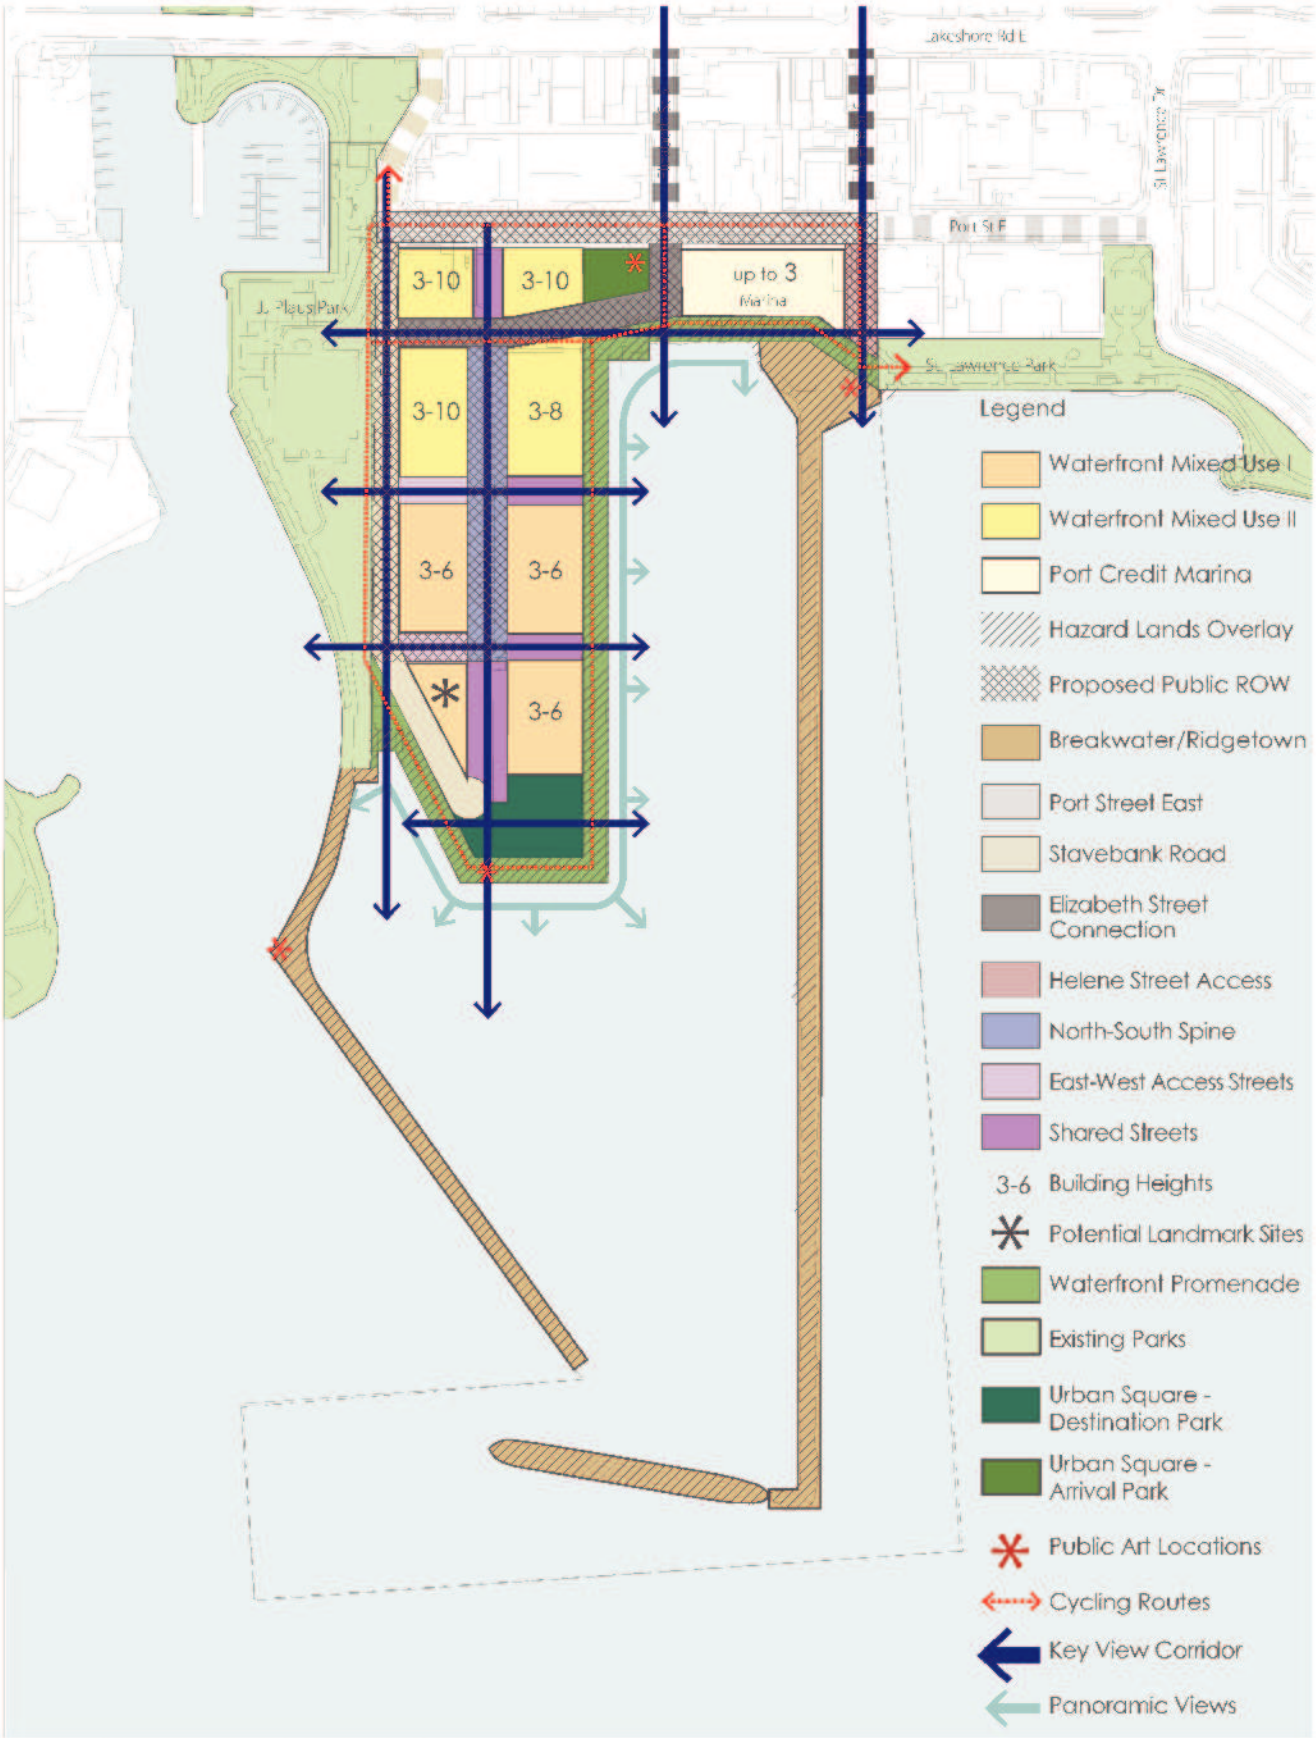 Lakeshore Rd E
St Lawrence Dr
Port St E
3-10
3-10
up to 3
Marina
J.J. Plaus Park
St. Lawrence Park
3-10
3-8
3-6
3-6
3-6
Legend
Waterfront Mixed Use I
Waterfront Mixed Use II
Port Credit Marina
Hazard Lands Overlay
Proposed Public ROW
Breakwater/Ridgetown
Port Street East
Stavebank Road
Elizabeth Street
Connection
Helene Street Access
North-South Spine
East-West Access Streets
Shared Streets
3-6 Building Heights
Potential Landmark Sites
Waterfront Promenade
Existing Parks
Urban Square -
Destination Park
Urban Square -
Arrival Park
Public Art Locations
Cycling Routes
Key View Corridor
Panoramic Views